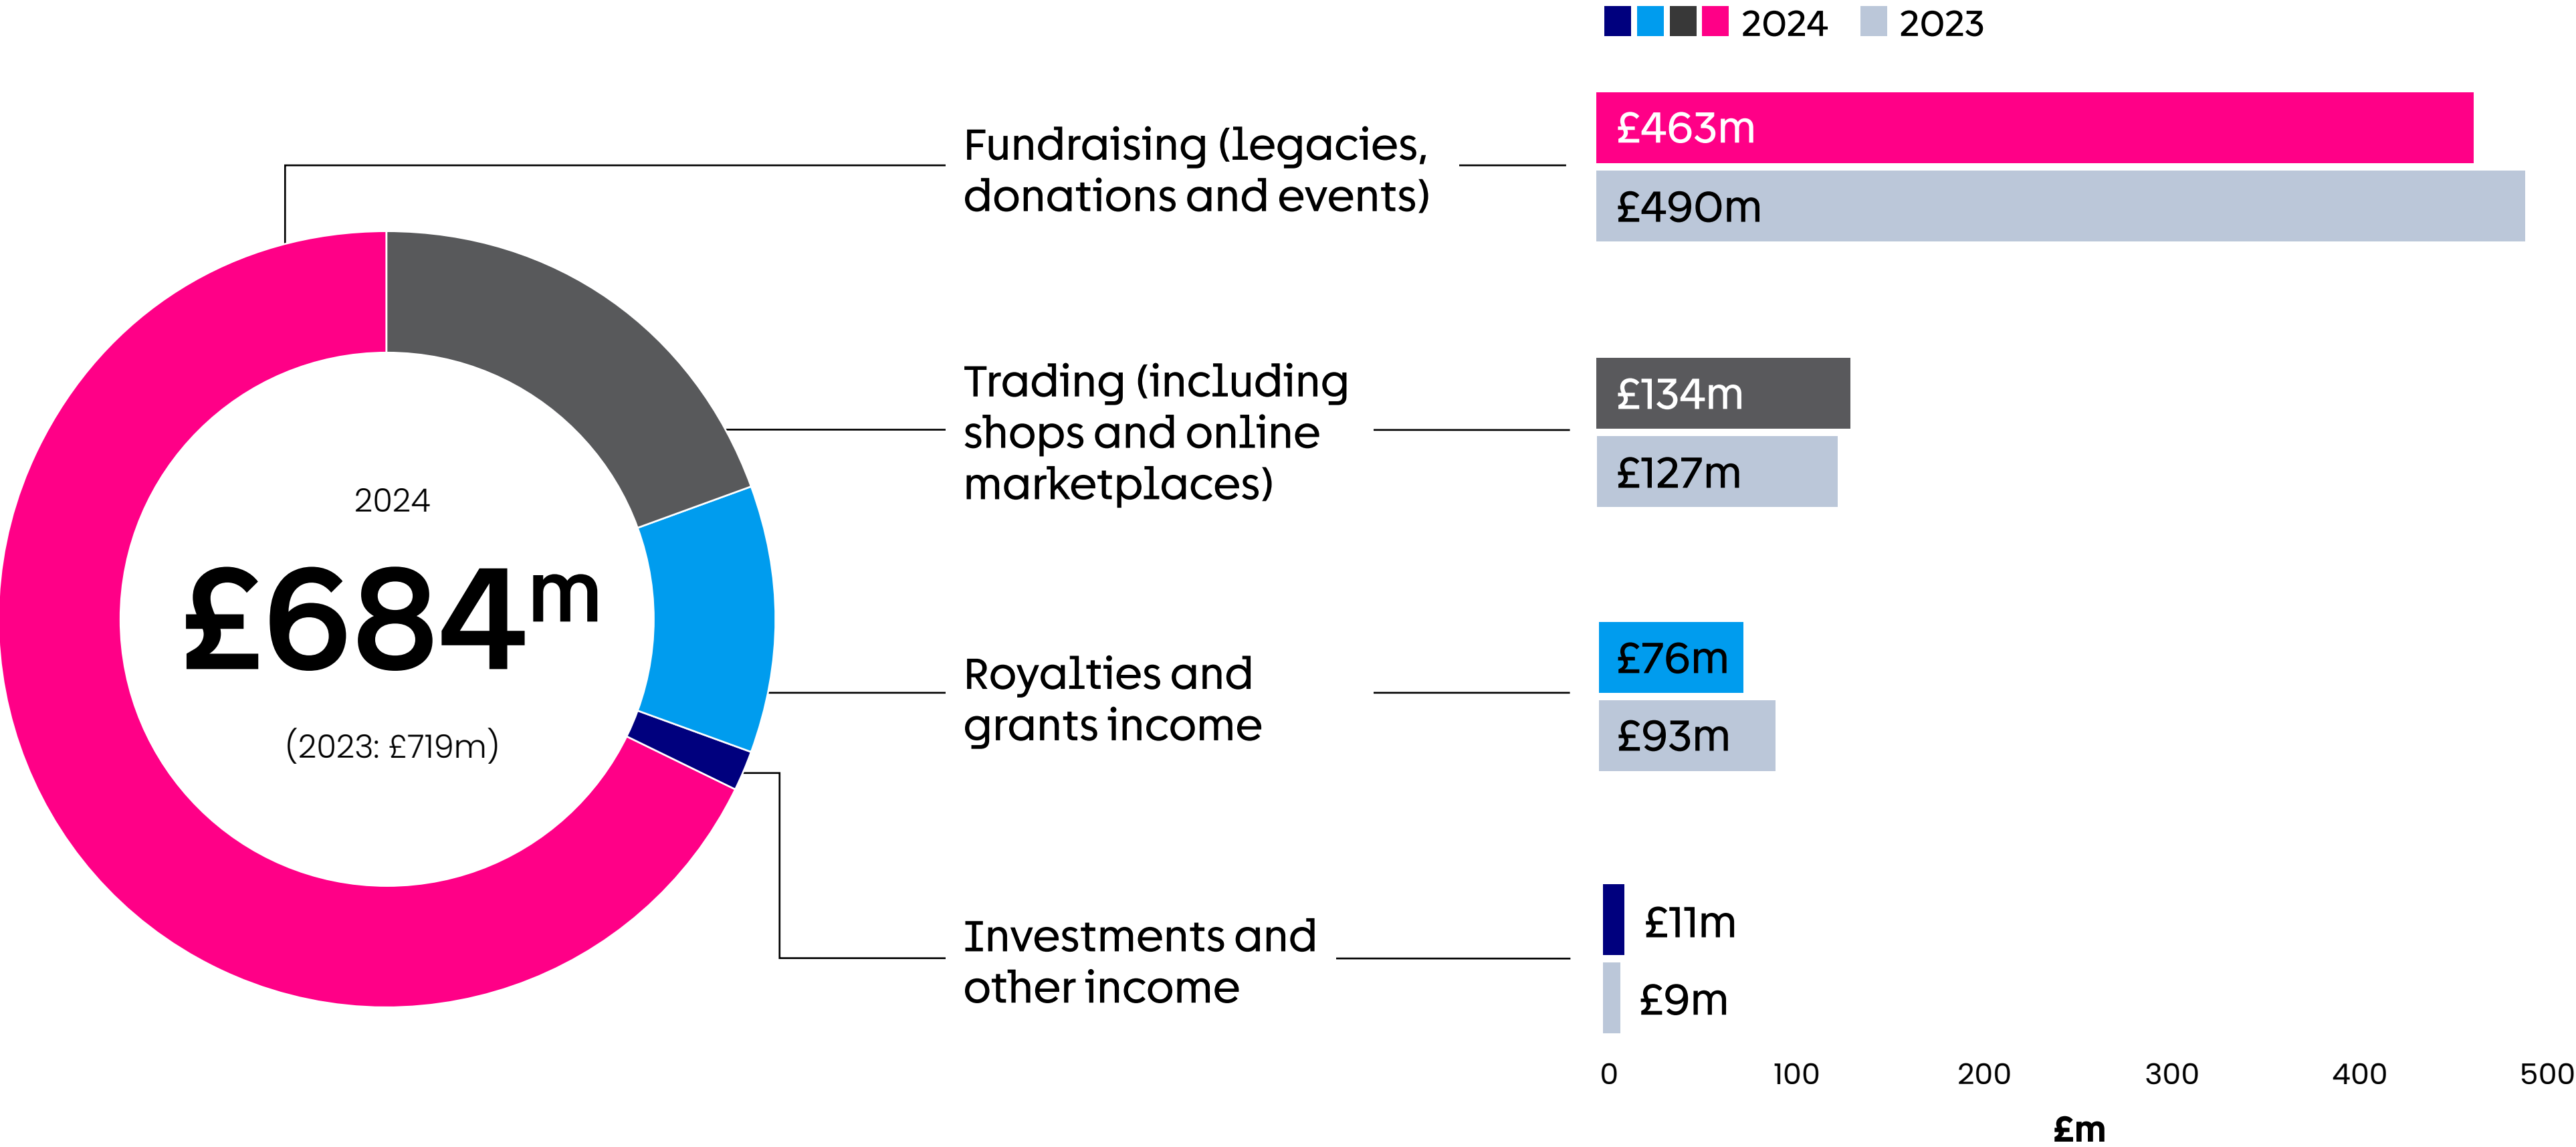 2024
2023
Fundraising (legacies,
donations and events)
£463m
£490m
Trading (including
shops and online
marketplaces)
£134m
£127m
2024
£684m
(2023: £719m)
Royalties and
grants income
£76m
£93m
Investments and
other income
£11m
£9m
0 100 200 300 400 500
£m